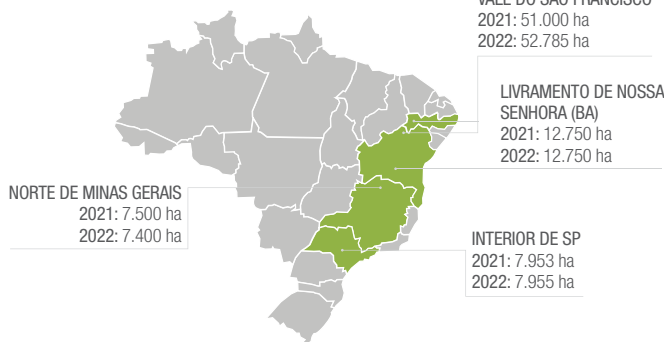 VALE DO SÃO FRANCISCO
2021: 51.000 ha
2022: 52.785 ha
LIVRAMENTO DE NOSSA
SENHORA (BA)
2021: 12.750 ha
2022: 12.750 ha
NORTE DE MINAS GERAIS
2021: 7.500 ha
2022: 7.400 ha
INTERIOR DE SP
2021: 7.953 ha
2022: 7.955 ha